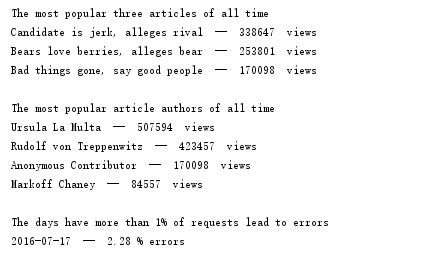 The most popular three articles of all time
Candidate is jerk, alleges rival — 338647 views
Bears love berries, alleges bear — 253801 views
Bad things gone, say good people — 170098 views
The most popular article authors of all time
Ursula La Multa — 507594 views
Rudolf von Treppenwitz — 423457 views
Anonymous Contributor — 170098 views
Markoff Chaney — 84557 views
The days have more than 1% of requests lead to errors
2016-07-17 — 2.28 % errors